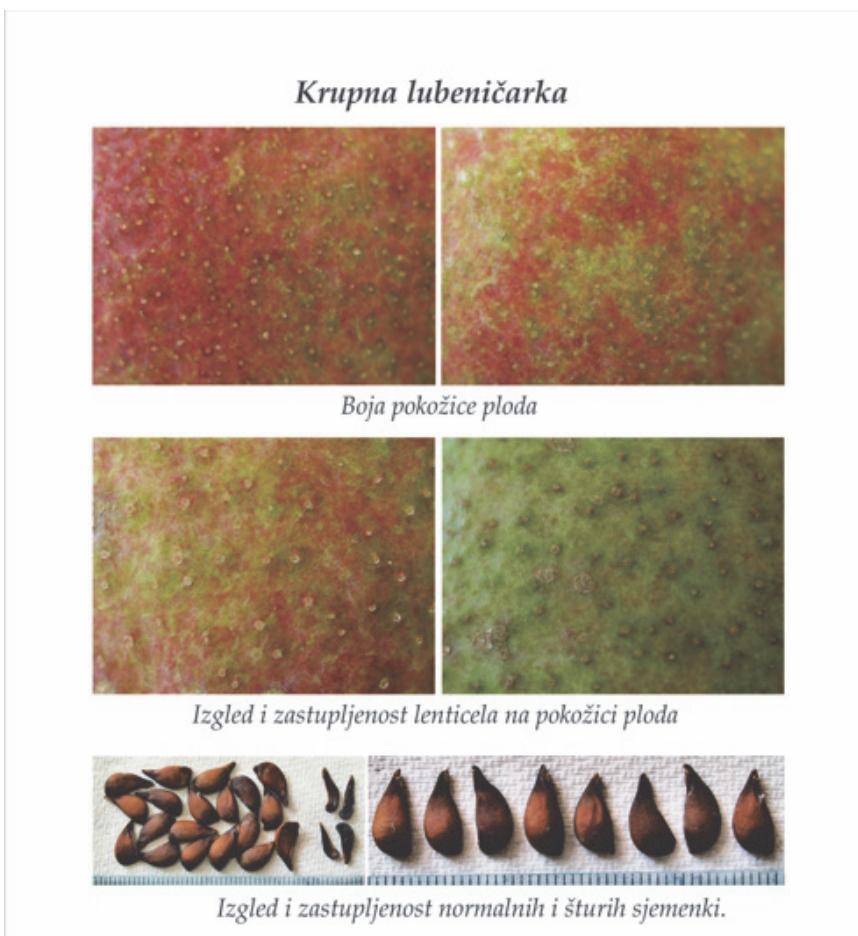 Krupna lubeničarka
Boja pokožice ploda
Izgled i zastupljenost lenticela na pokožici ploda
Izgled i zastupljenost normalnih i šturih sjemenki.